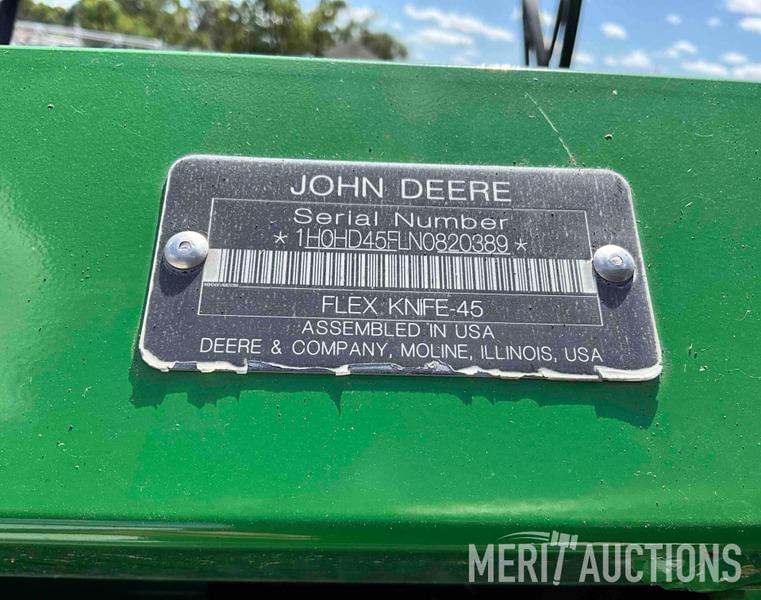 JOHN DEERE
Serial Number
*1H0HD45FLN0820389*
FLEX KNIFE-45
ASSEMBLED IN USA
DEERE & COMPANY, MOLINE, ILLINOIS, USA
MERIT AUCTIONS